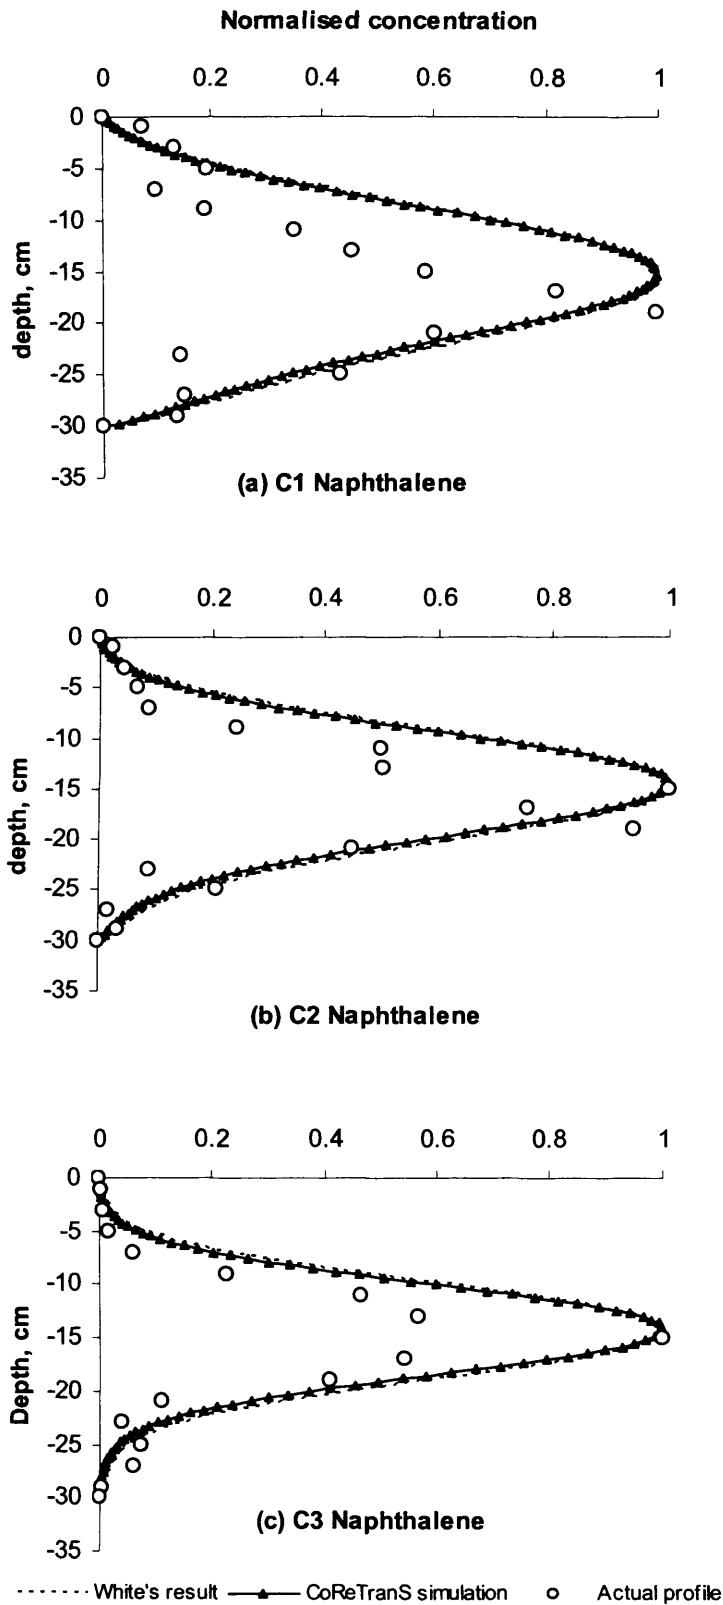 Normalised concentration
0 0.2 0.4 0.6 0.8 1
0
-5
-10
-15
-20
-25
-30
-35
depth, cm
(a) C1 Naphthalene
0 0.2 0.4 0.6 0.8 1
0
-5
-10
-15
-20
-25
-30
-35
depth, cm
(b) C2 Naphthalene
0 0.2 0.4 0.6 0.8 1
0
-5
-10
-15
-20
-25
-30
-35
Depth, cm
(c) C3 Naphthalene
White's result CoReTranS simulation Actual profile